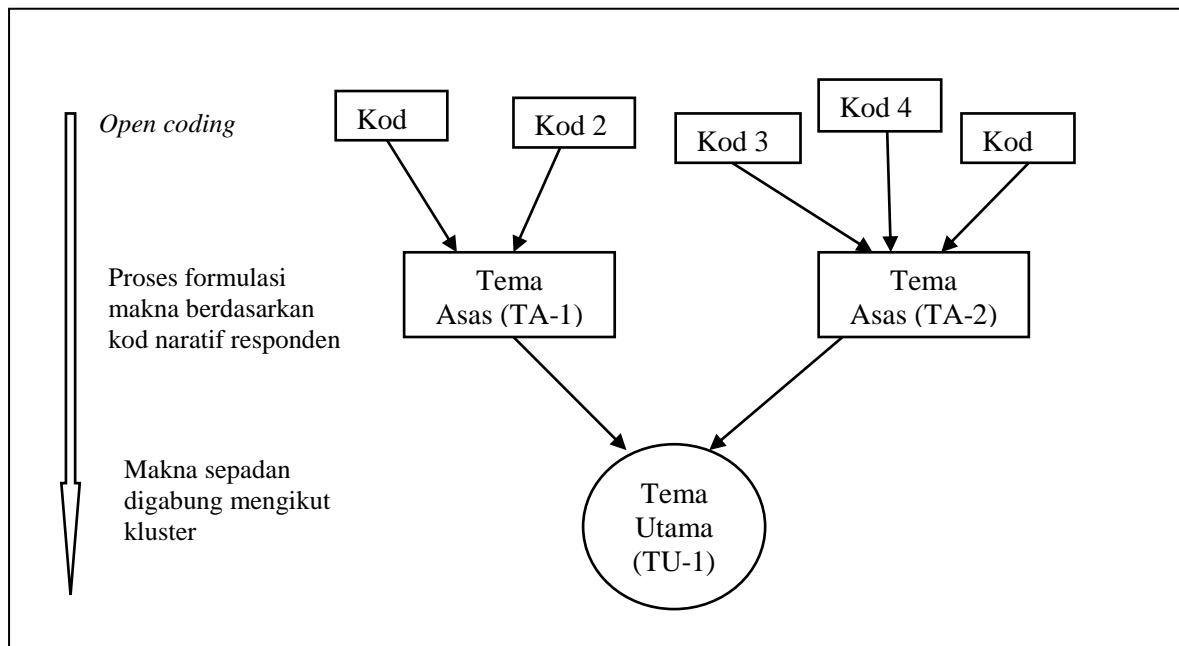 Open coding
Kod
Kod 2
Kod 3
Kod 4
Kod
Proses formulasi
makna berdasarkan
kod naratif responden
Tema
Asas (TA-1)
Tema
Asas (TA-2)
Makna sepadan
digabung mengikut
kluster
Tema
Utama
(TU-1)